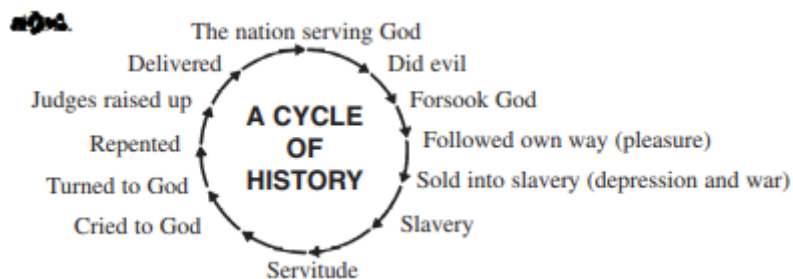 The nation serving God
Delivered
Did evil
Judges raised up
Forsook God
A CYCLE
OF
HISTORY
Repented
Followed own way (pleasure)
Turned to God
Sold into slavery (depression and war)
Cried to God
Slavery
Servitude